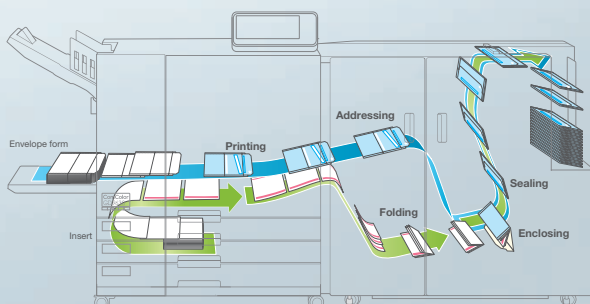 Addressing
Envelope form
Printing
Sealing
Folding
Insert
Enclosing